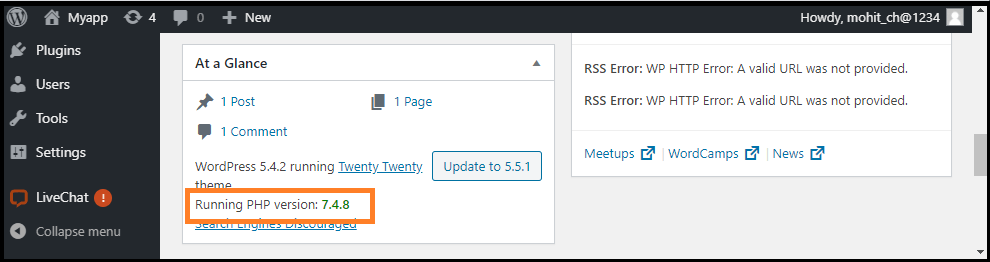 Myapp 4 0 + New Howdy, mohit_ch@1234
Plugins
Users
Tools
Settings
LiveChat !
Collapse menu
At a Glance
1 Post 1 Page
1 Comment
WordPress 5.4.2 running Twenty Twenty Update to 5.5.1
theme.
Running PHP version: 7.4.8
Search Engines Discouraged
RSS Error: WP HTTP Error: A valid URL was not provided.
RSS Error: WP HTTP Error: A valid URL was not provided.
Meetups | WordCamps | News